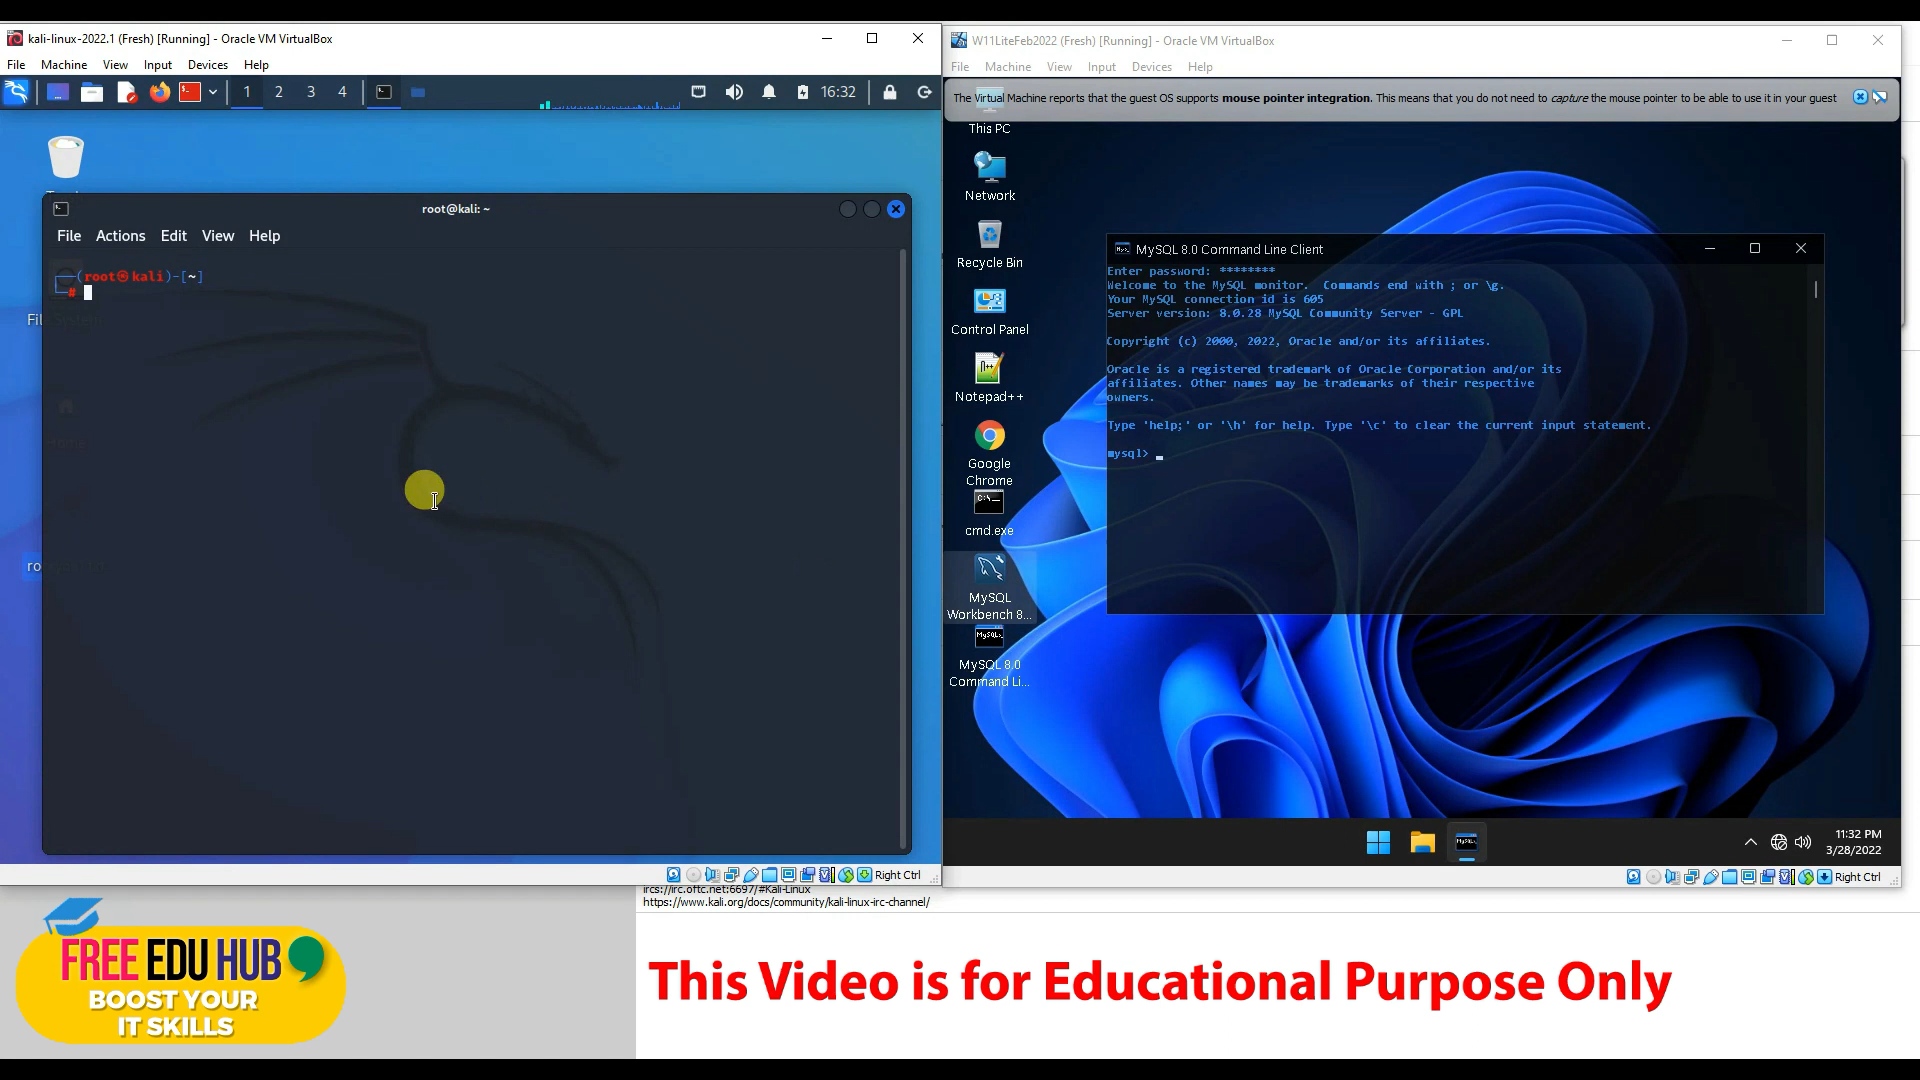 kali-linux-2022.1 (Fresh) [Running] - Oracle VM VirtualBox
File Machine View Input Devices Help
1 2 3 4 16:32
root@kali: ~
File Actions Edit View Help
(root㉿kali)-[~]
#
W11LiteFeb2022 (Fresh) [Running] - Oracle VM VirtualBox
File Machine View Input Devices Help
The Virtual Machine reports that the guest OS supports mouse pointer integration. This means that you do not need to capture the mouse pointer to be able to use it in your guest
This PC
Network
Recycle Bin
Control Panel
Notepad++
Google
Chrome
cmd.exe
MySQL
Workbench 8...
MySQL 8.0
Command Li...
MySQL 8.0 Command Line Client
Enter password: ********
Welcome to the MySQL monitor.  Commands end with ; or \g.
Your MySQL connection id is 605
Server version: 8.0.28 MySQL Community Server - GPL
Copyright (c) 2000, 2022, Oracle and/or its affiliates.
Oracle is a registered trademark of Oracle Corporation and/or its
affiliates. Other names may be trademarks of their respective
owners.
Type 'help;' or '\h' for help. Type '\c' to clear the current input statement.
mysql>
11:32 PM
3/28/2022
Right Ctrl
Right Ctrl
ircs://irc.oftc.net:6697/#Kali-Linux
https://www.kali.org/docs/community/kali-linux-irc-channel/
FREE EDU HUB
BOOST YOUR
IT SKILLS
This Video is for Educational Purpose Only